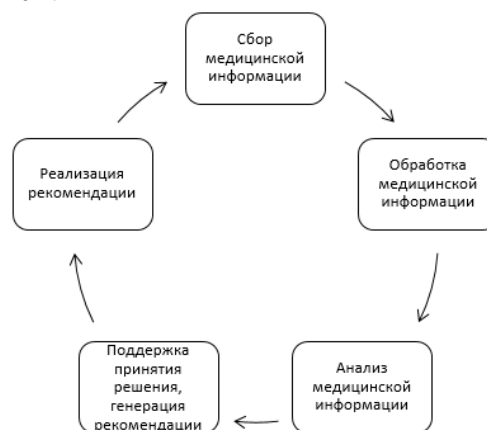 Сбор
медицинской
информации
Обработка
медицинской
информации
Анализ
медицинской
информации
Поддержка
принятия
решения,
генерация
рекомендации
Реализация
рекомендации